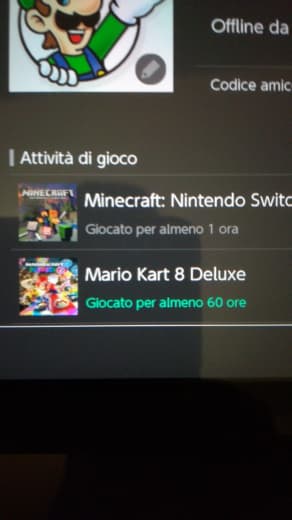 Offline da
Codice amic
Attività di gioco
MINECRAFT
Minecraft: Nintendo Switc
Giocato per almeno 1 ora
Mario Kart 8 Deluxe
Giocato per almeno 60 ore